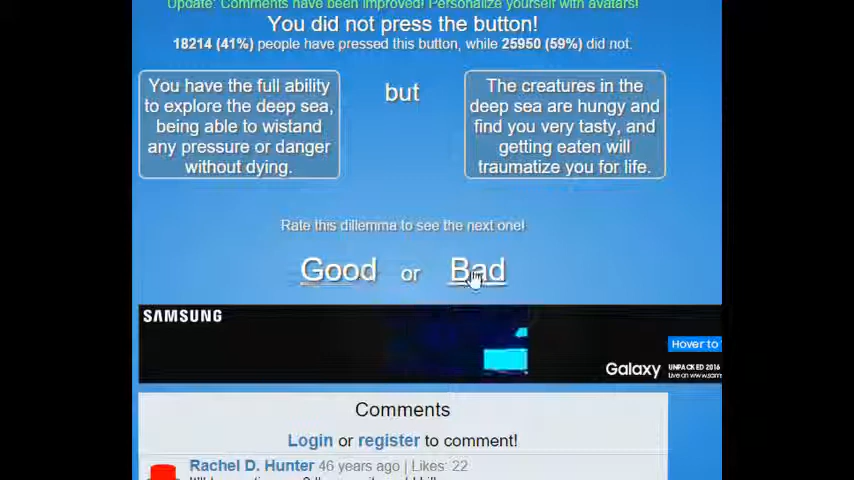 Update: Comments have been improved! Personalize yourself with avatars!
You did not press the button!
18214 (41%) people have pressed this button, while 25950 (59%) did not.
You have the full ability
to explore the deep sea,
being able to wistand
any pressure or danger
without dying.
but
The creatures in the
deep sea are hungy and
find you very tasty, and
getting eaten will
traumatize you for life.
Rate this dillemma to see the next one!
Good or Bad
SAMSUNG
Hover to
Galaxy UNPACKED 2016
Comments
Login or register to comment!
Rachel D. Hunter 46 years ago | Likes: 22